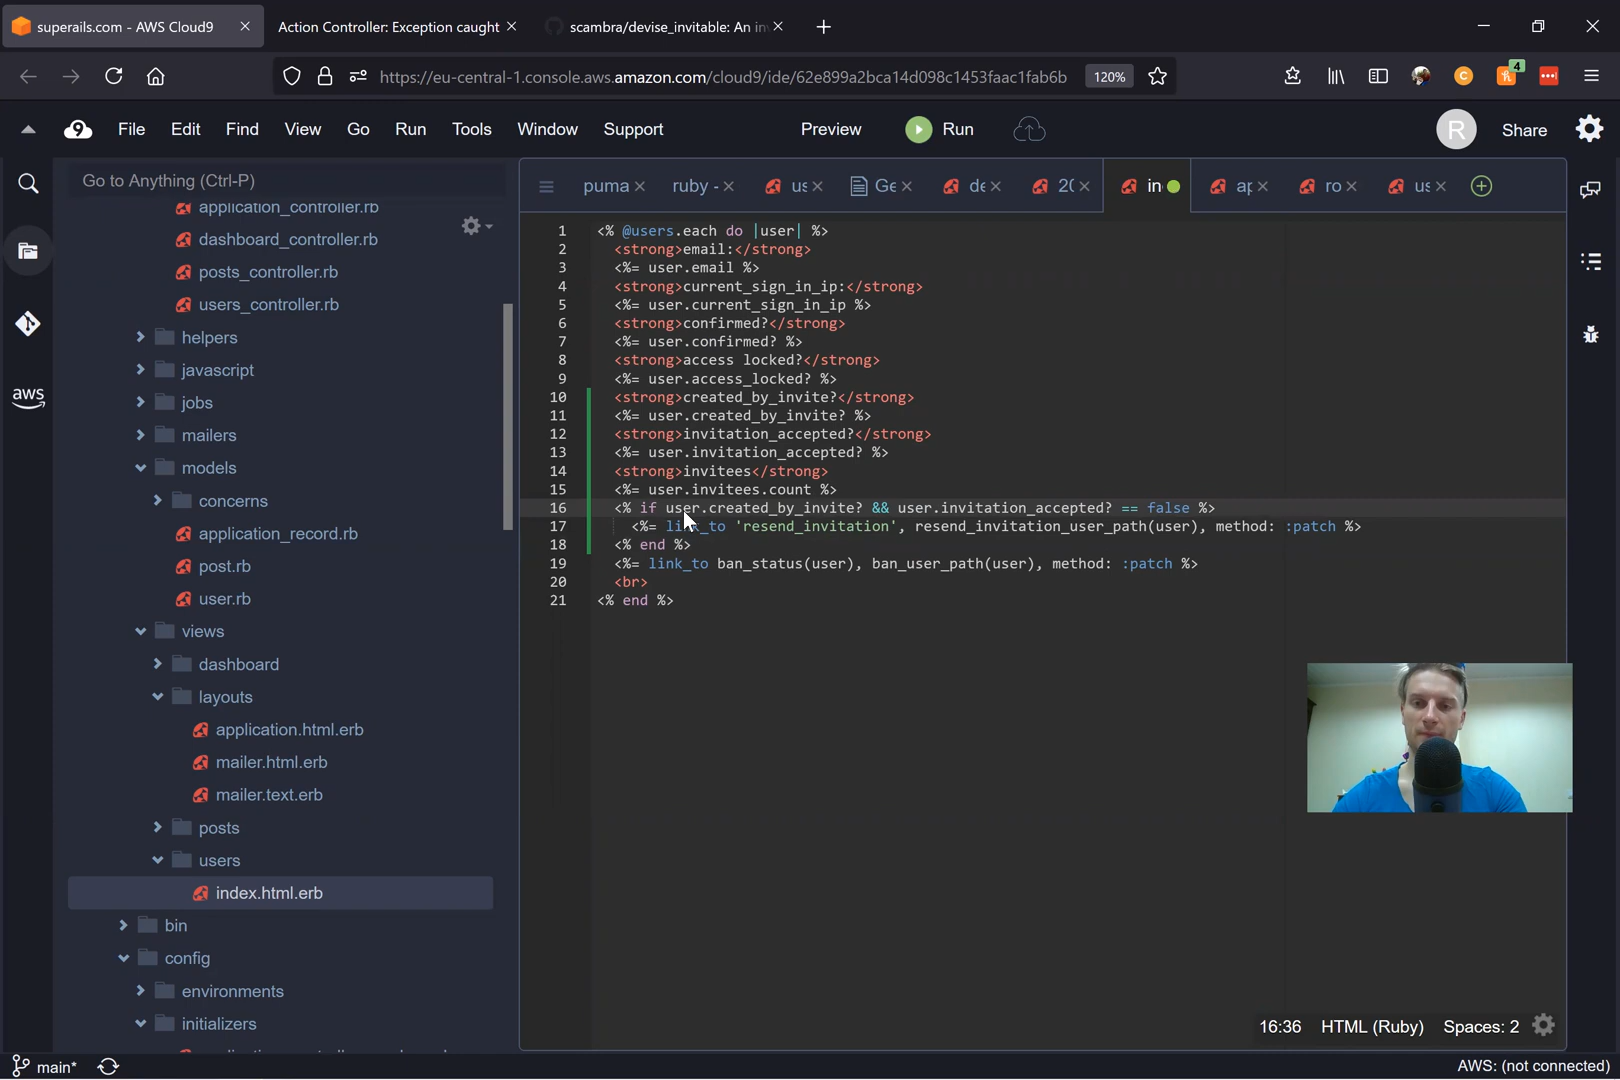 superails.com - AWS Cloud9
Action Controller: Exception caught
scambra/devise_invitable: An in
https://eu-central-1.console.aws.amazon.com/cloud9/ide/62e899a2bca14d098c1453faac1fab6b
120%
4
9
File
Edit
Find
View
Go
Run
Tools
Window
Support
Preview
Run
R
Share
Go to Anything (Ctrl-P)
puma
ruby -
us
Ge
de
20
in
ap
ro
us
aws
application_controller.rb
dashboard_controller.rb
posts_controller.rb
users_controller.rb
helpers
javascript
jobs
mailers
models
concerns
application_record.rb
post.rb
user.rb
views
dashboard
layouts
application.html.erb
mailer.html.erb
mailer.text.erb
posts
users
index.html.erb
bin
config
environments
initializers
1 <% @users.each do |user| %>
2 <strong>email:</strong>
3 <%= user.email %>
4 <strong>current_sign_in_ip:</strong>
5 <%= user.current_sign_in_ip %>
6 <strong>confirmed?</strong>
7 <%= user.confirmed? %>
8 <strong>access locked?</strong>
9 <%= user.access_locked? %>
10 <strong>created_by_invite?</strong>
11 <%= user.created_by_invite? %>
12 <strong>invitation_accepted?</strong>
13 <%= user.invitation_accepted? %>
14 <strong>invitees</strong>
15 <%= user.invitees.count %>
16 <% if user.created_by_invite? && user.invitation_accepted? == false %>
17 <%= link_to 'resend_invitation', resend_invitation_user_path(user), method: :patch %>
18 <% end %>
19 <%= link_to ban_status(user), ban_user_path(user), method: :patch %>
20 <br>
21 <% end %>
16:36 HTML (Ruby) Spaces: 2
main*
AWS: (not connected)